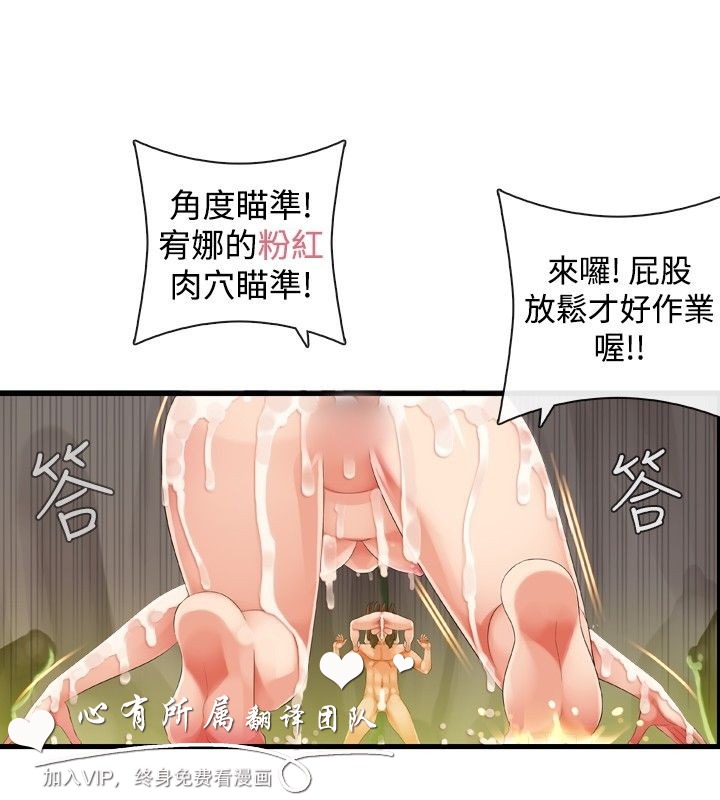 角度瞄準!
宥娜的粉紅
肉穴瞄準!
來囉! 屁股
放鬆才好作業
喔!!
答
答
心有所属翻译团队
加入VIP，终身免费看漫画